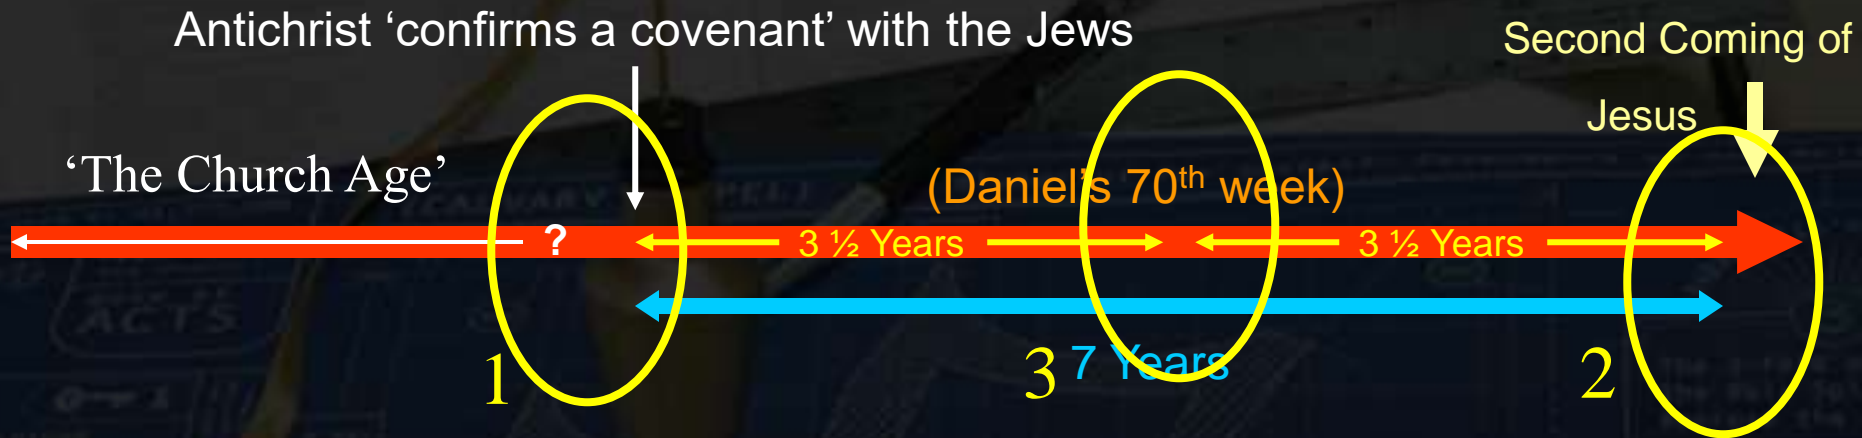 Antichrist ‘confirms a covenant’ with the Jews
Second Coming of
Jesus
‘The Church Age’
(Daniel’s 70th week)
?
3 ½ Years
3 ½ Years
1
3
7 Years
2
ACTS